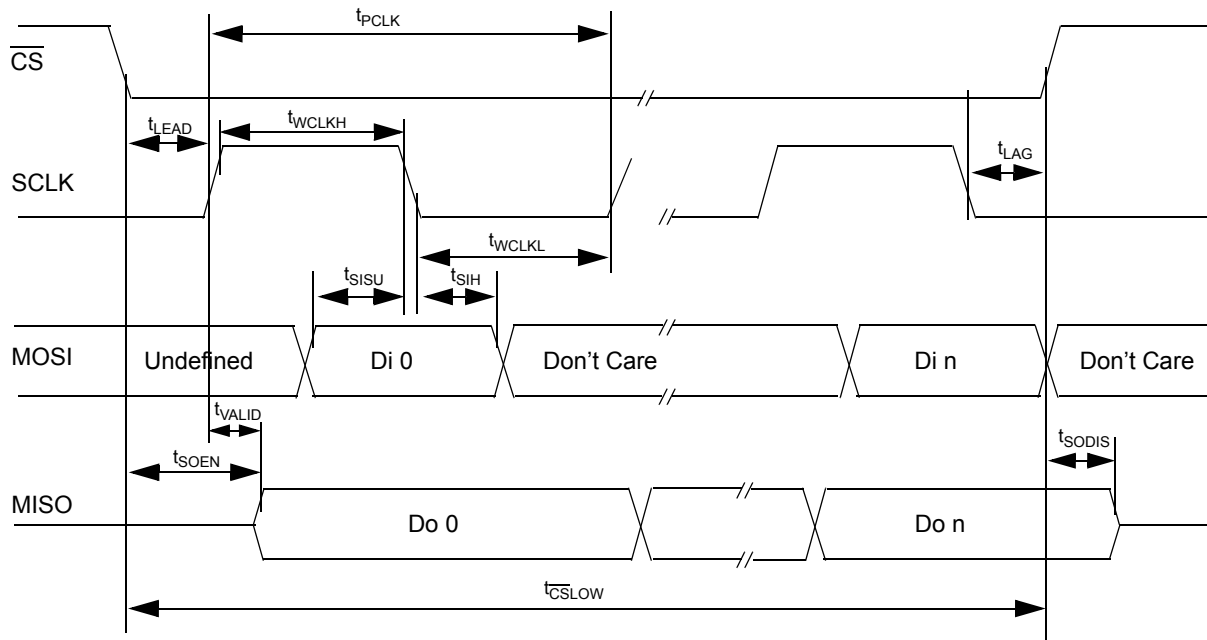 tPCLK
CS
tLEAD
tWCLKH
tLAG
SCLK
tWCLKL
tSISU
tSIH
MOSI
Undefined
Di 0
Don't Care
Di n
Don't Care
tVALID
tSOEN
tSODIS
MISO
Do 0
Do n
tCSLOW